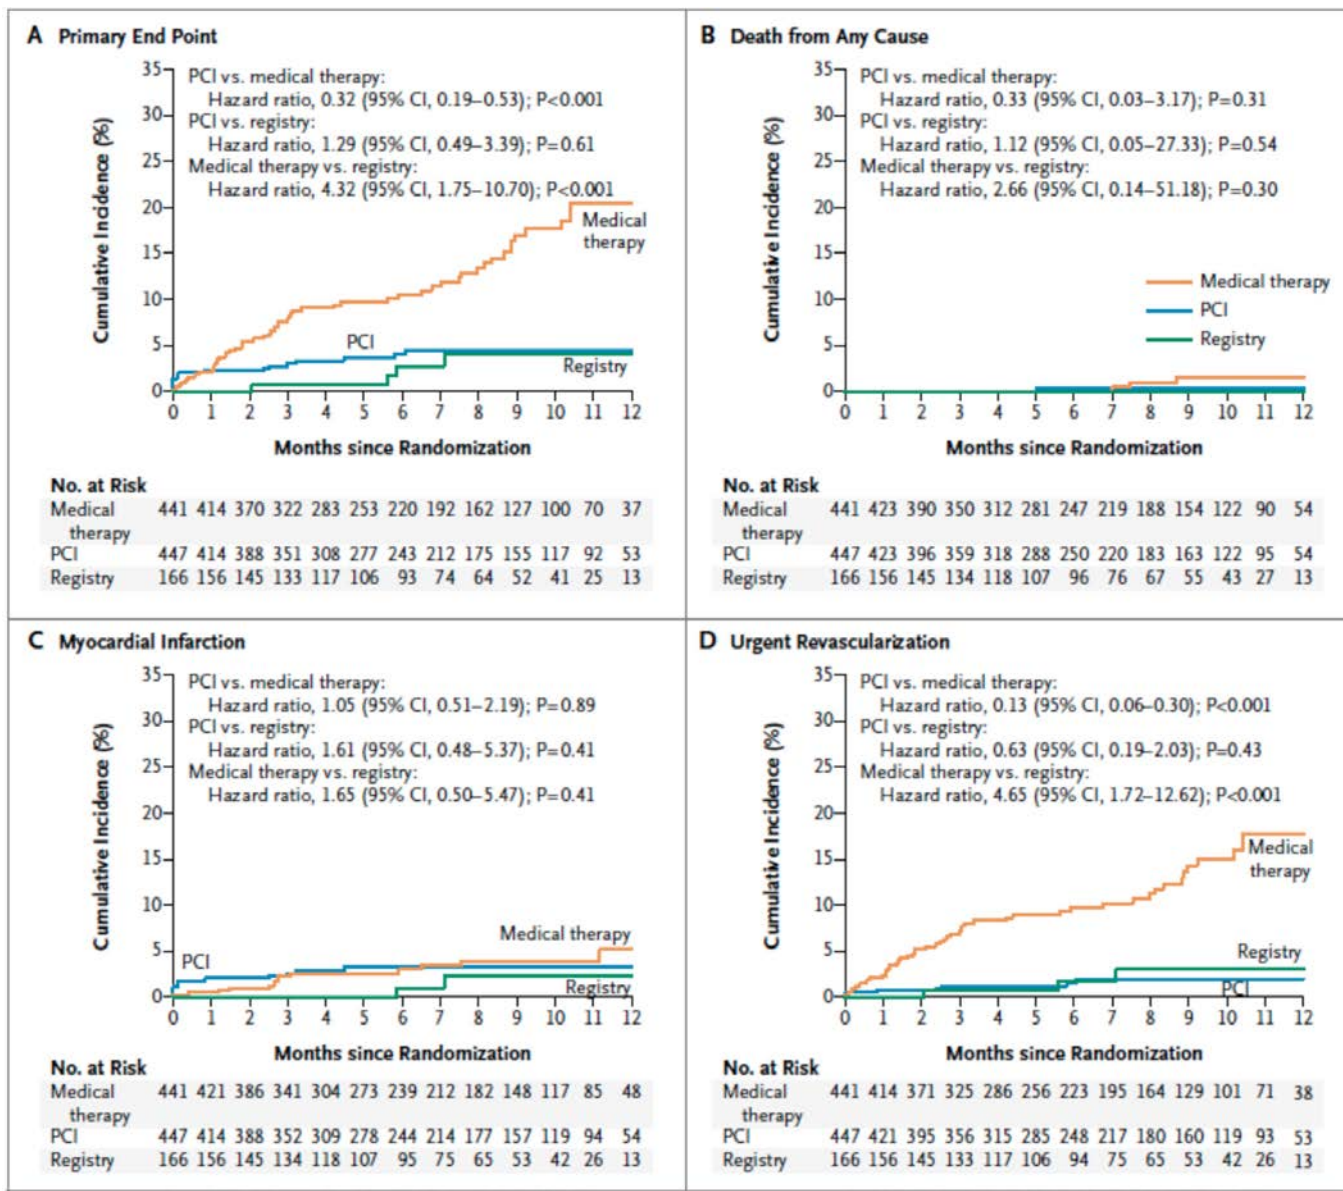 A Primary End Point
35
30
25
20
15
10
5
0
Cumulative Incidence (%)
PCI vs. medical therapy:
Hazard ratio, 0.32 (95% CI, 0.19–0.53); P<0.001
PCI vs. registry:
Hazard ratio, 1.29 (95% CI, 0.49–3.39); P=0.61
Medical therapy vs. registry:
Hazard ratio, 4.32 (95% CI, 1.75–10.70); P<0.001
Medical
therapy
PCI
Registry
0 1 2 3 4 5 6 7 8 9 10 11 12
Months since Randomization
No. at Risk
Medical 441 414 370 322 283 253 220 192 162 127 100 70 37
therapy
PCI 447 414 388 351 308 277 243 212 175 155 117 92 53
Registry 166 156 145 133 117 106 93 74 64 52 41 25 13
B Death from Any Cause
35
30
25
20
15
10
5
0
Cumulative Incidence (%)
PCI vs. medical therapy:
Hazard ratio, 0.33 (95% CI, 0.03–3.17); P=0.31
PCI vs. registry:
Hazard ratio, 1.12 (95% CI, 0.05–27.33); P=0.54
Medical therapy vs. registry:
Hazard ratio, 2.66 (95% CI, 0.14–51.18); P=0.30
Medical therapy
PCI
Registry
0 1 2 3 4 5 6 7 8 9 10 11 12
Months since Randomization
No. at Risk
Medical 441 423 390 350 312 281 247 219 188 154 122 90 54
therapy
PCI 447 423 396 359 318 288 250 220 183 163 122 95 54
Registry 166 156 145 134 118 107 96 76 67 55 43 27 13
C Myocardial Infarction
35
30
25
20
15
10
5
0
Cumulative Incidence (%)
PCI vs. medical therapy:
Hazard ratio, 1.05 (95% CI, 0.51–2.19); P=0.89
PCI vs. registry:
Hazard ratio, 1.61 (95% CI, 0.48–5.37); P=0.41
Medical therapy vs. registry:
Hazard ratio, 1.65 (95% CI, 0.50–5.47); P=0.41
Medical therapy
PCI
Registry
0 1 2 3 4 5 6 7 8 9 10 11 12
Months since Randomization
No. at Risk
Medical 441 421 386 341 304 273 239 212 182 148 117 85 48
therapy
PCI 447 414 388 352 309 278 244 214 177 157 119 94 54
Registry 166 156 145 134 118 107 95 75 65 53 42 26 13
D Urgent Revascularization
35
30
25
20
15
10
5
0
Cumulative Incidence (%)
PCI vs. medical therapy:
Hazard ratio, 0.13 (95% CI, 0.06–0.30); P<0.001
PCI vs. registry:
Hazard ratio, 0.63 (95% CI, 0.19–2.03); P=0.43
Medical therapy vs. registry:
Hazard ratio, 4.65 (95% CI, 1.72–12.62); P<0.001
Medical
therapy
Registry
PCI
0 1 2 3 4 5 6 7 8 9 10 11 12
Months since Randomization
No. at Risk
Medical 441 414 371 325 286 256 223 195 164 129 101 71 38
therapy
PCI 447 421 395 356 315 285 248 217 180 160 119 93 53
Registry 166 156 145 133 117 106 94 75 65 53 42 26 13